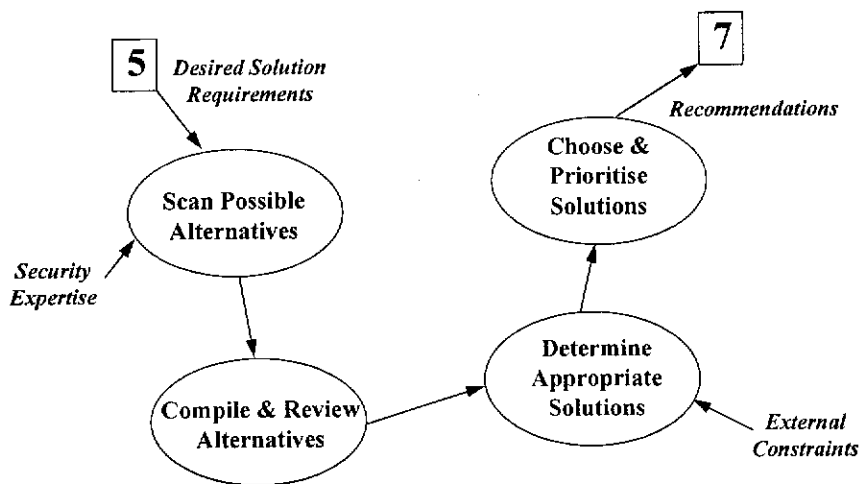 5
Desired Solution
Requirements
7
Recommendations
Scan Possible
Alternatives
Choose &
Prioritise
Solutions
Security
Expertise
Compile & Review
Alternatives
Determine
Appropriate
Solutions
External
Constraints